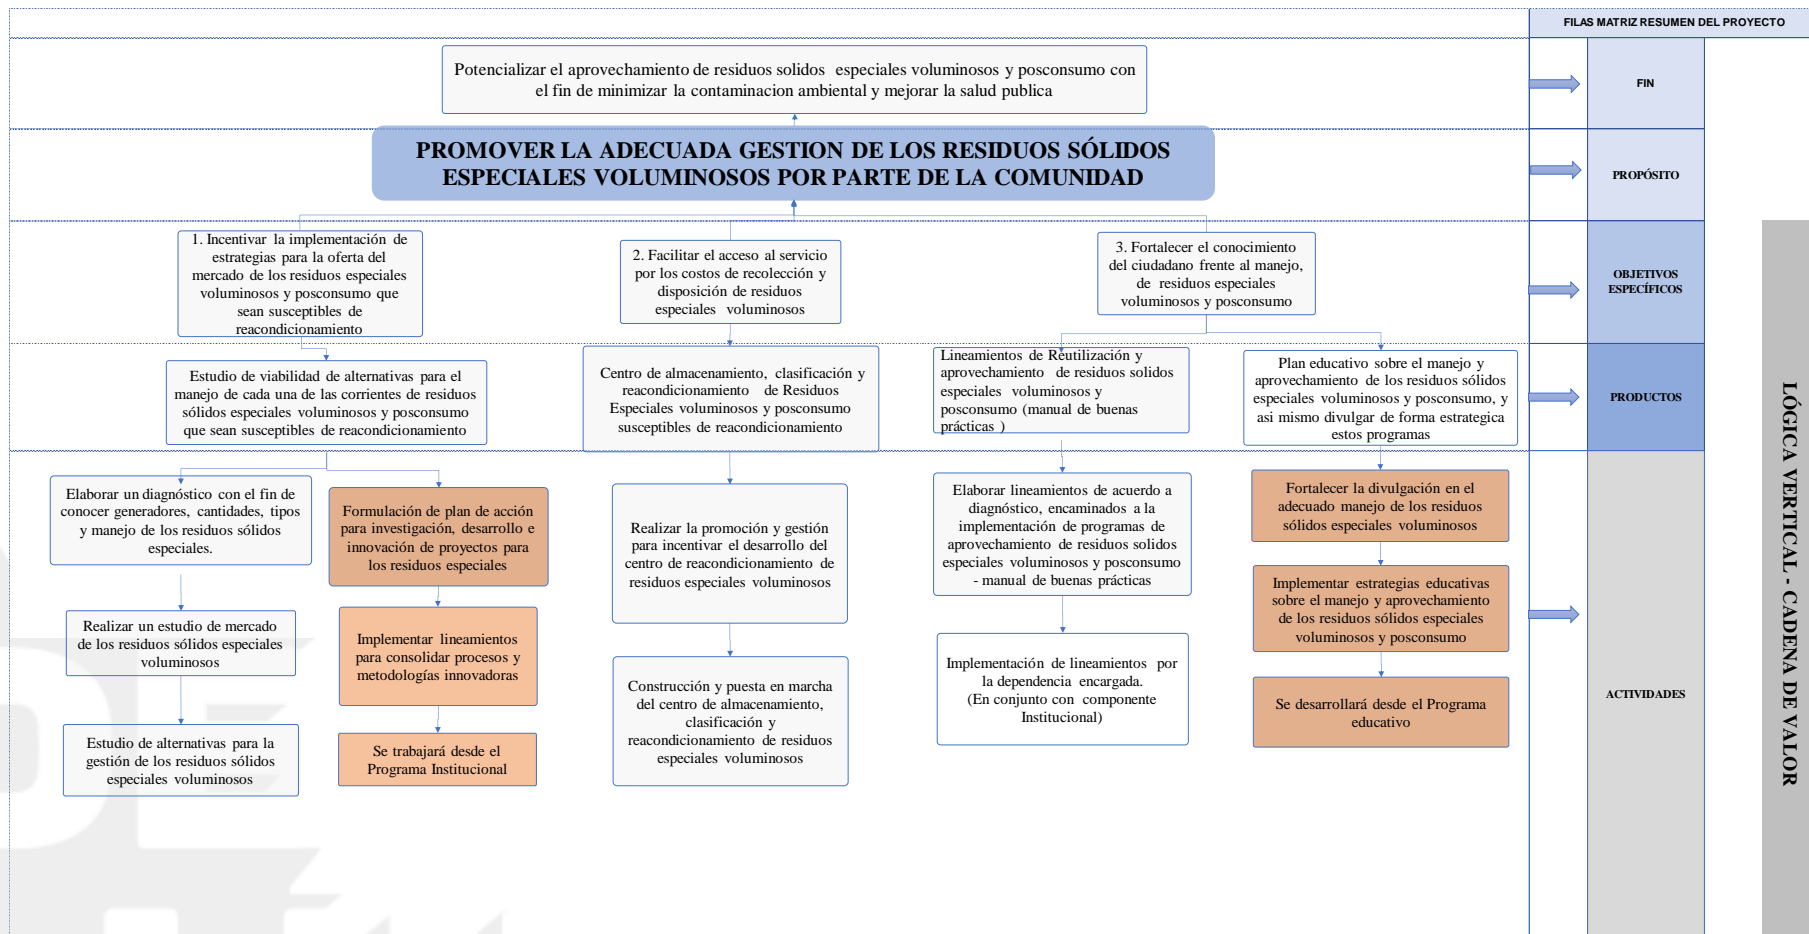 FILAS MATRIZ RESUMEN DEL PROYECTO
Potencializar el aprovechamiento de residuos solidos especiales voluminosos y posconsumo con
el fin de minimizar la contaminacion ambiental y mejorar la salud publica
FIN
PROMOVER LA ADECUADA GESTION DE LOS RESIDUOS SÓLIDOS
ESPECIALES VOLUMINOSOS POR PARTE DE LA COMUNIDAD
PROPÓSITO
1. Incentivar la implementación de
estrategias para la oferta del
mercado de los residuos especiales
voluminosos y posconsumo que
sean susceptibles de
reacondicionamiento
2. Facilitar el acceso al servicio
por los costos de recolección y
disposición de residuos
especiales voluminosos
3. Fortalecer el conocimiento
del ciudadano frente al manejo,
de residuos especiales
voluminosos y posconsumo
OBJETIVOS
ESPECÍFICOS
Estudio de viabilidad de alternativas para el
manejo de cada una de las corrientes de residuos
sólidos especiales voluminosos y posconsumo
que sean susceptibles de reacondicionamiento
Centro de almacenamiento, clasificación y
reacondicionamiento de Residuos
Especiales voluminosos y posconsumo
susceptibles de reacondicionamiento
Lineamientos de Reutilización y
aprovechamiento de residuos solidos
especiales voluminosos y
posconsumo (manual de buenas
prácticas )
Plan educativo sobre el manejo y
aprovechamiento de los residuos sólidos
especiales voluminosos y posconsumo, y
asi mismo divulgar de forma estrategica
estos programas
PRODUCTOS
Elaborar un diagnóstico con el fin de
conocer generadores, cantidades, tipos
y manejo de los residuos sólidos
especiales.
Realizar un estudio de mercado
de los residuos sólidos especiales
voluminosos
Estudio de alternativas para la
gestión de los residuos sólidos
especiales voluminosos
Formulación de plan de acción
para investigación, desarrollo e
innovación de proyectos para
los residuos especiales
Implementar lineamientos
para consolidar procesos y
metodologías innovadoras
Se trabajará desde el
Programa Institucional
Realizar la promoción y gestión
para incentivar el desarrollo del
centro de reacondicionamiento de
residuos especiales voluminosos
Construcción y puesta en marcha
del centro de almacenamiento,
clasificación y
reacondicionamiento de residuos
especiales voluminosos
Elaborar lineamientos de acuerdo a
diagnóstico, encaminados a la
implementación de programas de
aprovechamiento de residuos solidos
especiales voluminosos y posconsumo
- manual de buenas prácticas
Implementación de lineamientos por
la dependencia encargada.
(En conjunto con componente
Institucional)
Fortalecer la divulgación en el
adecuado manejo de los residuos
sólidos especiales voluminosos
Implementar estrategias educativas
sobre el manejo y aprovechamiento
de los residuos sólidos especiales
voluminosos y posconsumo
Se desarrollará desde el Programa
educativo
ACTIVIDADES
LÓGICA VERTICAL - CADENA DE VALOR